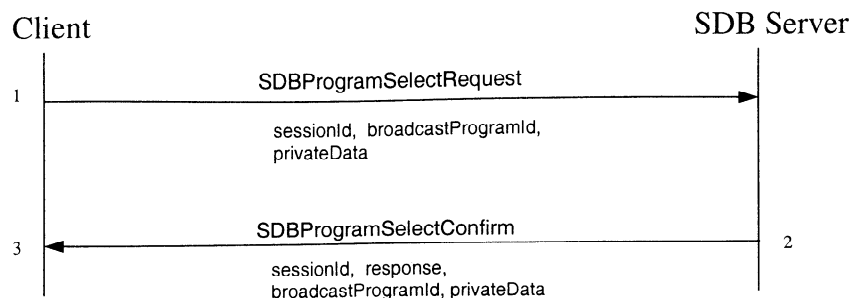 Client
SDB Server
1
SDBProgramSelectRequest
sessionId, broadcastProgramId,
privateData
SDBProgramSelectConfirm
3
2
sessionId, response,
broadcastProgramId, privateData